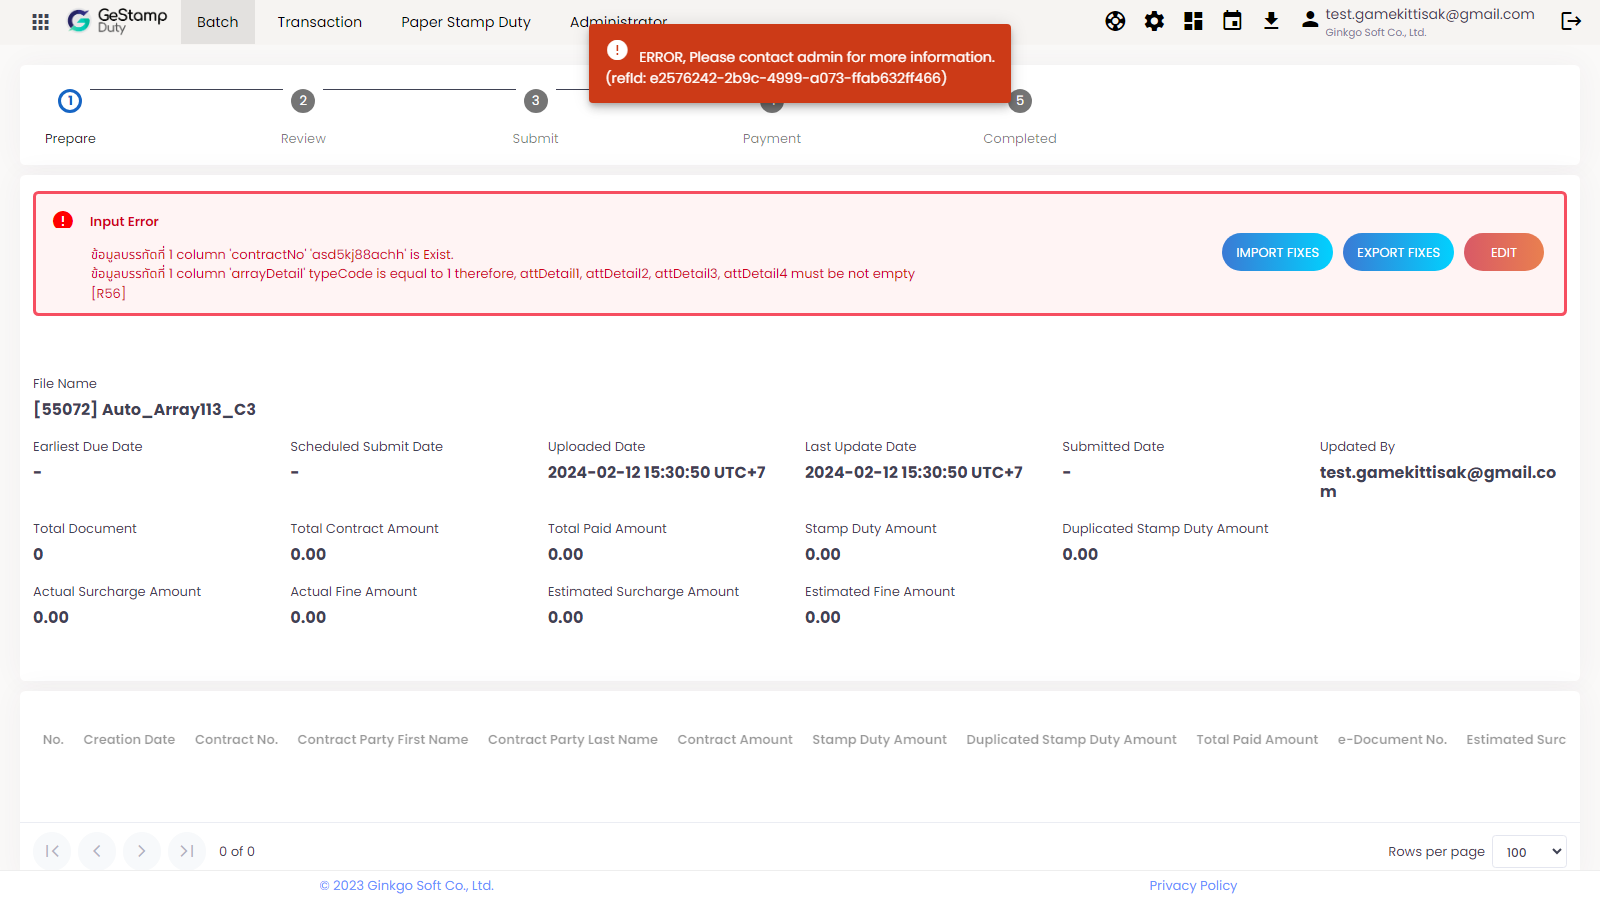 GeStamp
Duty
Batch
Transaction
Paper Stamp Duty
Administrator
test.gamekittisak@gmail.com
Ginkgo Soft Co., Ltd.
ERROR, Please contact admin for more information.
(refId: e2576242-2b9c-4999-a073-ffab632ff466)
1
2
3
5
Prepare
Review
Submit
Payment
Completed
Input Error
ข้อมูลบรรทัดที่ 1 column 'contractNo' 'asd5kj88achh' is Exist.
ข้อมูลบรรทัดที่ 1 column 'arrayDetail' typeCode is equal to 1 therefore, attDetail1, attDetail2, attDetail3, attDetail4 must be not empty
[R56]
IMPORT FIXES
EXPORT FIXES
EDIT
File Name
[55072] Auto_Array113_C3
Earliest Due Date
Scheduled Submit Date
Uploaded Date
Last Update Date
Submitted Date
Updated By
-
-
2024-02-12 15:30:50 UTC+7
2024-02-12 15:30:50 UTC+7
-
test.gamekittisak@gmail.co
m
Total Document
Total Contract Amount
Total Paid Amount
Stamp Duty Amount
Duplicated Stamp Duty Amount
0
0.00
0.00
0.00
0.00
Actual Surcharge Amount
Actual Fine Amount
Estimated Surcharge Amount
Estimated Fine Amount
0.00
0.00
0.00
0.00
No.
Creation Date
Contract No.
Contract Party First Name
Contract Party Last Name
Contract Amount
Stamp Duty Amount
Duplicated Stamp Duty Amount
Total Paid Amount
e-Document No.
Estimated Surc
0 of 0
Rows per page
100
© 2023 Ginkgo Soft Co., Ltd.
Privacy Policy